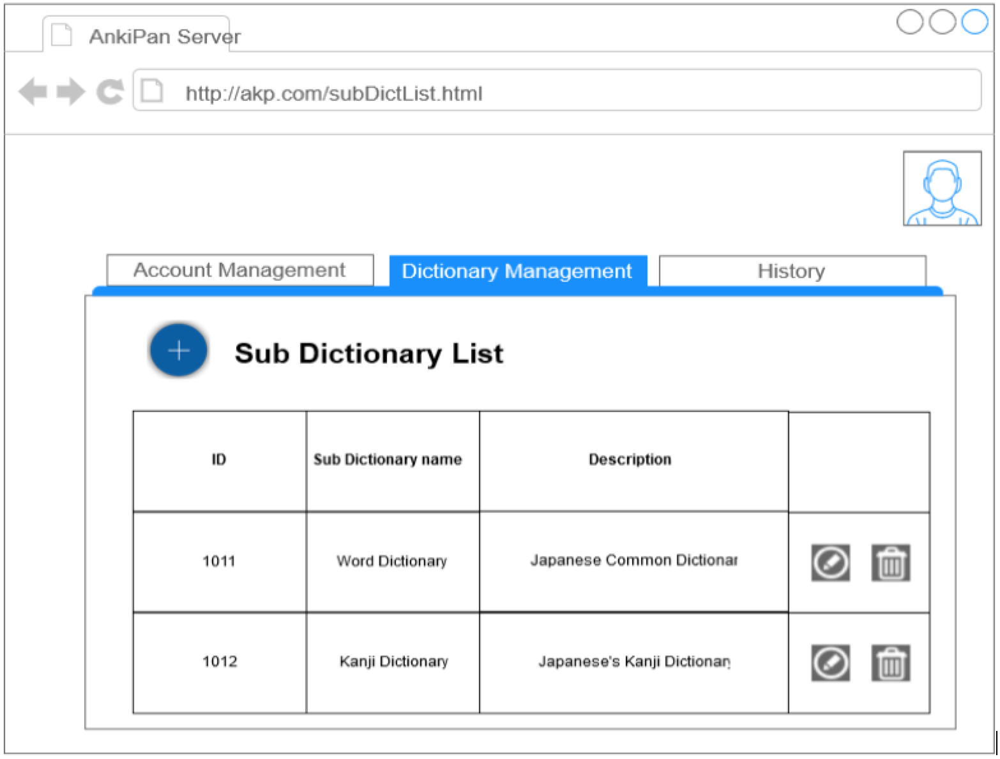 AnkiPan Server
http://akp.com/subDictList.html
Account Management
Dictionary Management
History
Sub Dictionary List
ID
Sub Dictionary name
Description
1011
Word Dictionary
Japanese Common Dictionar
1012
Kanji Dictionary
Japanese's Kanji Dictionary